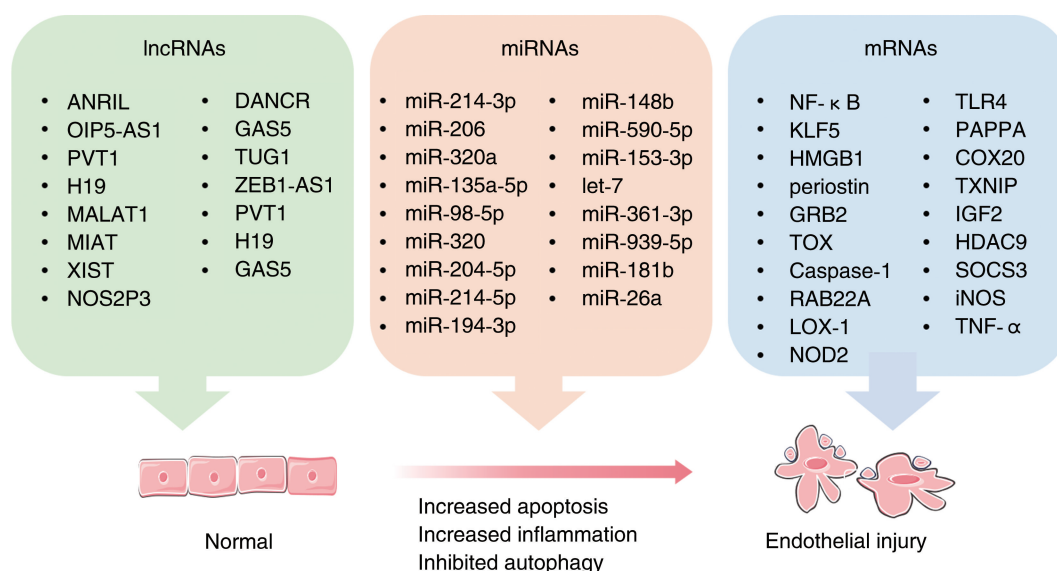 lncRNAs
• ANRIL
• OIP5-AS1
• PVT1
• H19
• MALAT1
• MIAT
• XIST
• NOS2P3
• DANCR
• GAS5
• TUG1
• ZEB1-AS1
• PVT1
• H19
• GAS5
miRNAs
• miR-214-3p
• miR-206
• miR-320a
• miR-135a-5p
• miR-98-5p
• miR-320
• miR-204-5p
• miR-214-5p
• miR-194-3p
• miR-148b
• miR-590-5p
• miR-153-3p
• let-7
• miR-361-3p
• miR-939-5p
• miR-181b
• miR-26a
mRNAs
• NF-κB
• KLF5
• HMGB1
• periostin
• GRB2
• TOX
• Caspase-1
• RAB22A
• LOX-1
• NOD2
• TLR4
• PAPPA
• COX20
• TXNIP
• IGF2
• HDAC9
• SOCS3
• iNOS
• TNF-α
Normal
Increased apoptosis
Increased inflammation
Inhibited autophagy
Endothelial injury